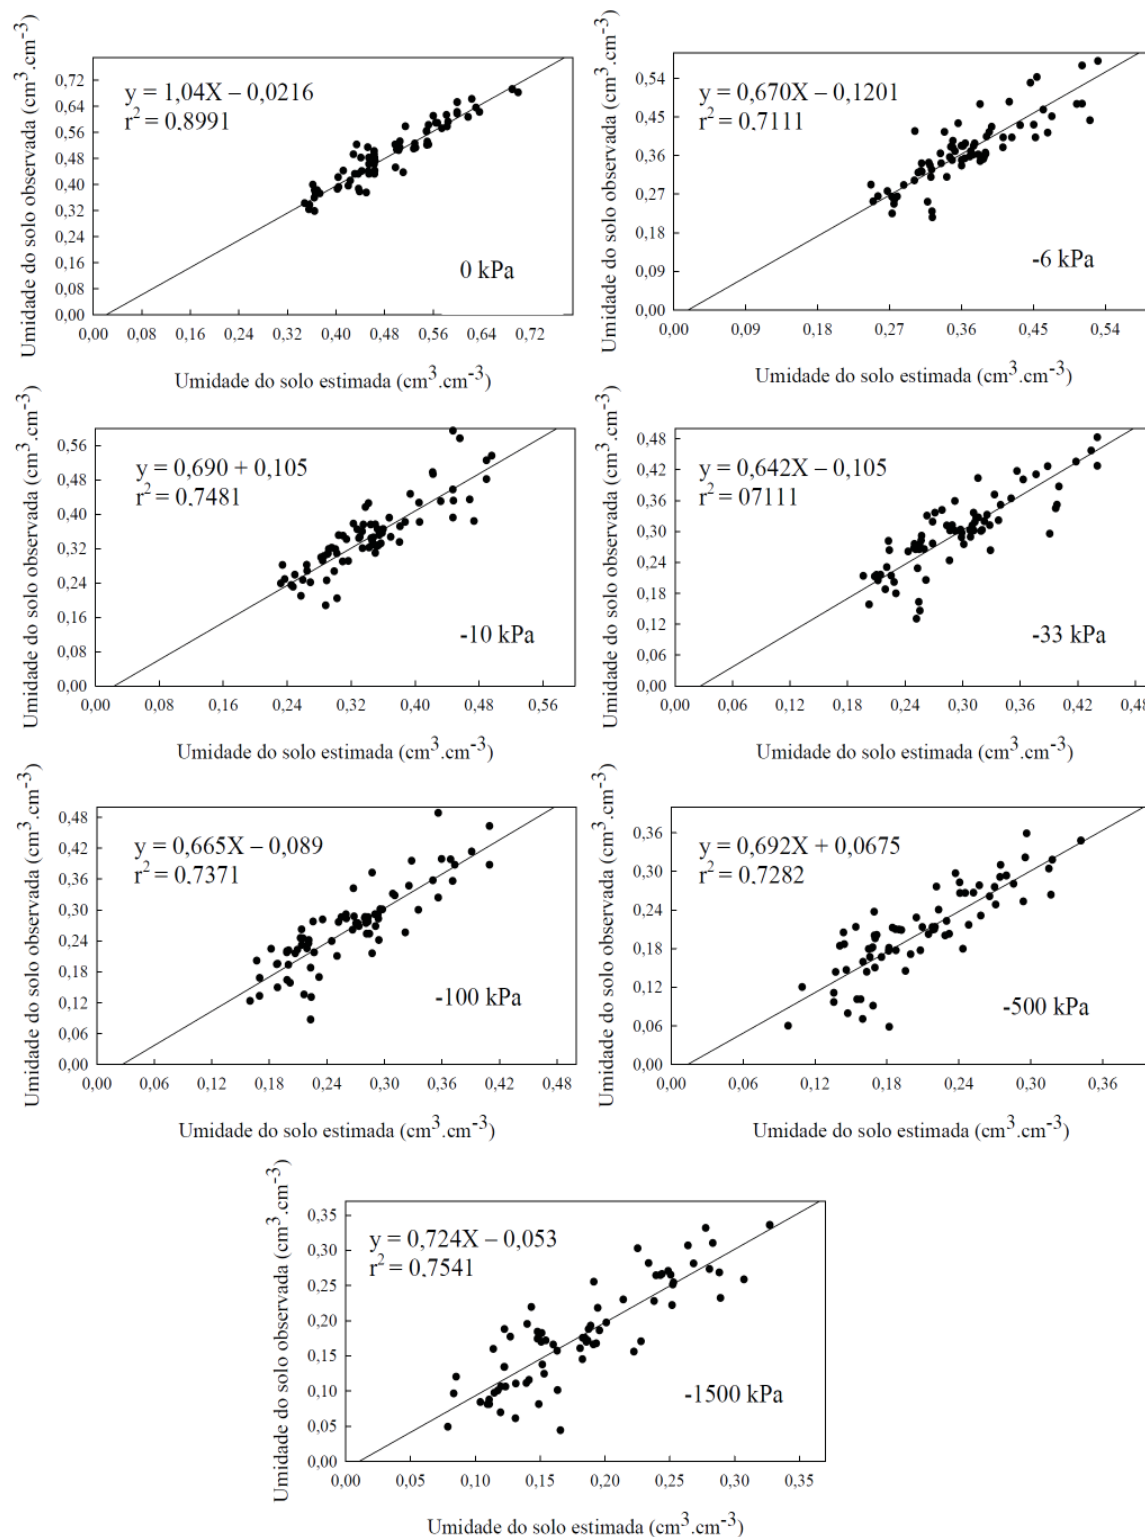 Umidade do solo observada (cm³.cm⁻³)
y = 1,04X – 0,0216
r² = 0,8991
0 kPa
0,72
0,64
0,56
0,48
0,40
0,32
0,24
0,16
0,08
0,00
0,00 0,08 0,16 0,24 0,32 0,40 0,48 0,56 0,64 0,72
Umidade do solo estimada (cm³.cm⁻³)
Umidade do solo observada (cm³.cm⁻³)
y = 0,670X – 0,1201
r² = 0,7111
-6 kPa
0,54
0,45
0,36
0,27
0,18
0,09
0,00
0,00 0,09 0,18 0,27 0,36 0,45 0,54
Umidade do solo estimada (cm³.cm⁻³)
Umidade do solo observada (cm³.cm⁻³)
y = 0,690 + 0,105
r² = 0,7481
-10 kPa
0,56
0,48
0,40
0,32
0,24
0,16
0,08
0,00
0,00 0,08 0,16 0,24 0,32 0,40 0,48 0,56
Umidade do solo estimada (cm³.cm⁻³)
Umidade do solo observada (cm³.cm⁻³)
y = 0,642X – 0,105
r² = 07111
-33 kPa
0,48
0,42
0,36
0,30
0,24
0,18
0,12
0,06
0,00
0,00 0,06 0,12 0,18 0,24 0,30 0,36 0,42 0,48
Umidade do solo estimada (cm³.cm⁻³)
Umidade do solo observada (cm³.cm⁻³)
y = 0,665X – 0,089
r² = 0,7371
-100 kPa
0,48
0,42
0,36
0,30
0,24
0,18
0,12
0,06
0,00
0,00 0,06 0,12 0,18 0,24 0,30 0,36 0,42 0,48
Umidade do solo estimada (cm³.cm⁻³)
Umidade do solo observada (cm³.cm⁻³)
y = 0,692X + 0,0675
r² = 0,7282
-500 kPa
0,36
0,30
0,24
0,18
0,12
0,06
0,00
0,00 0,06 0,12 0,18 0,24 0,30 0,36
Umidade do solo estimada (cm³.cm⁻³)
Umidade do solo observada (cm³.cm⁻³)
y = 0,724X – 0,053
r² = 0,7541
-1500 kPa
0,35
0,30
0,25
0,20
0,15
0,10
0,05
0,00
0,00 0,05 0,10 0,15 0,20 0,25 0,30 0,35
Umidade do solo estimada (cm³.cm⁻³)